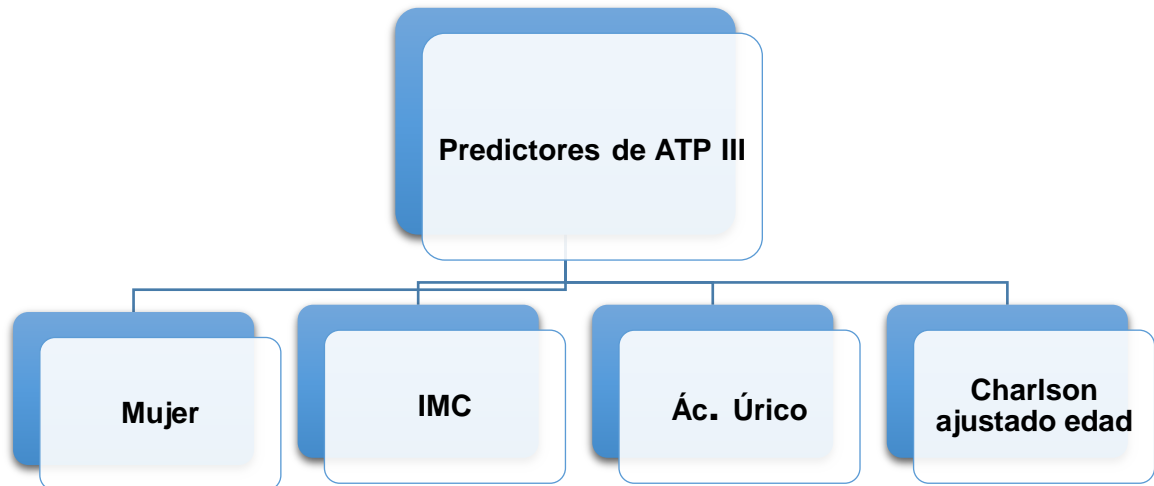 Predictores de ATP III
Mujer
IMC
Ác. Úrico
Charlson
ajustado edad